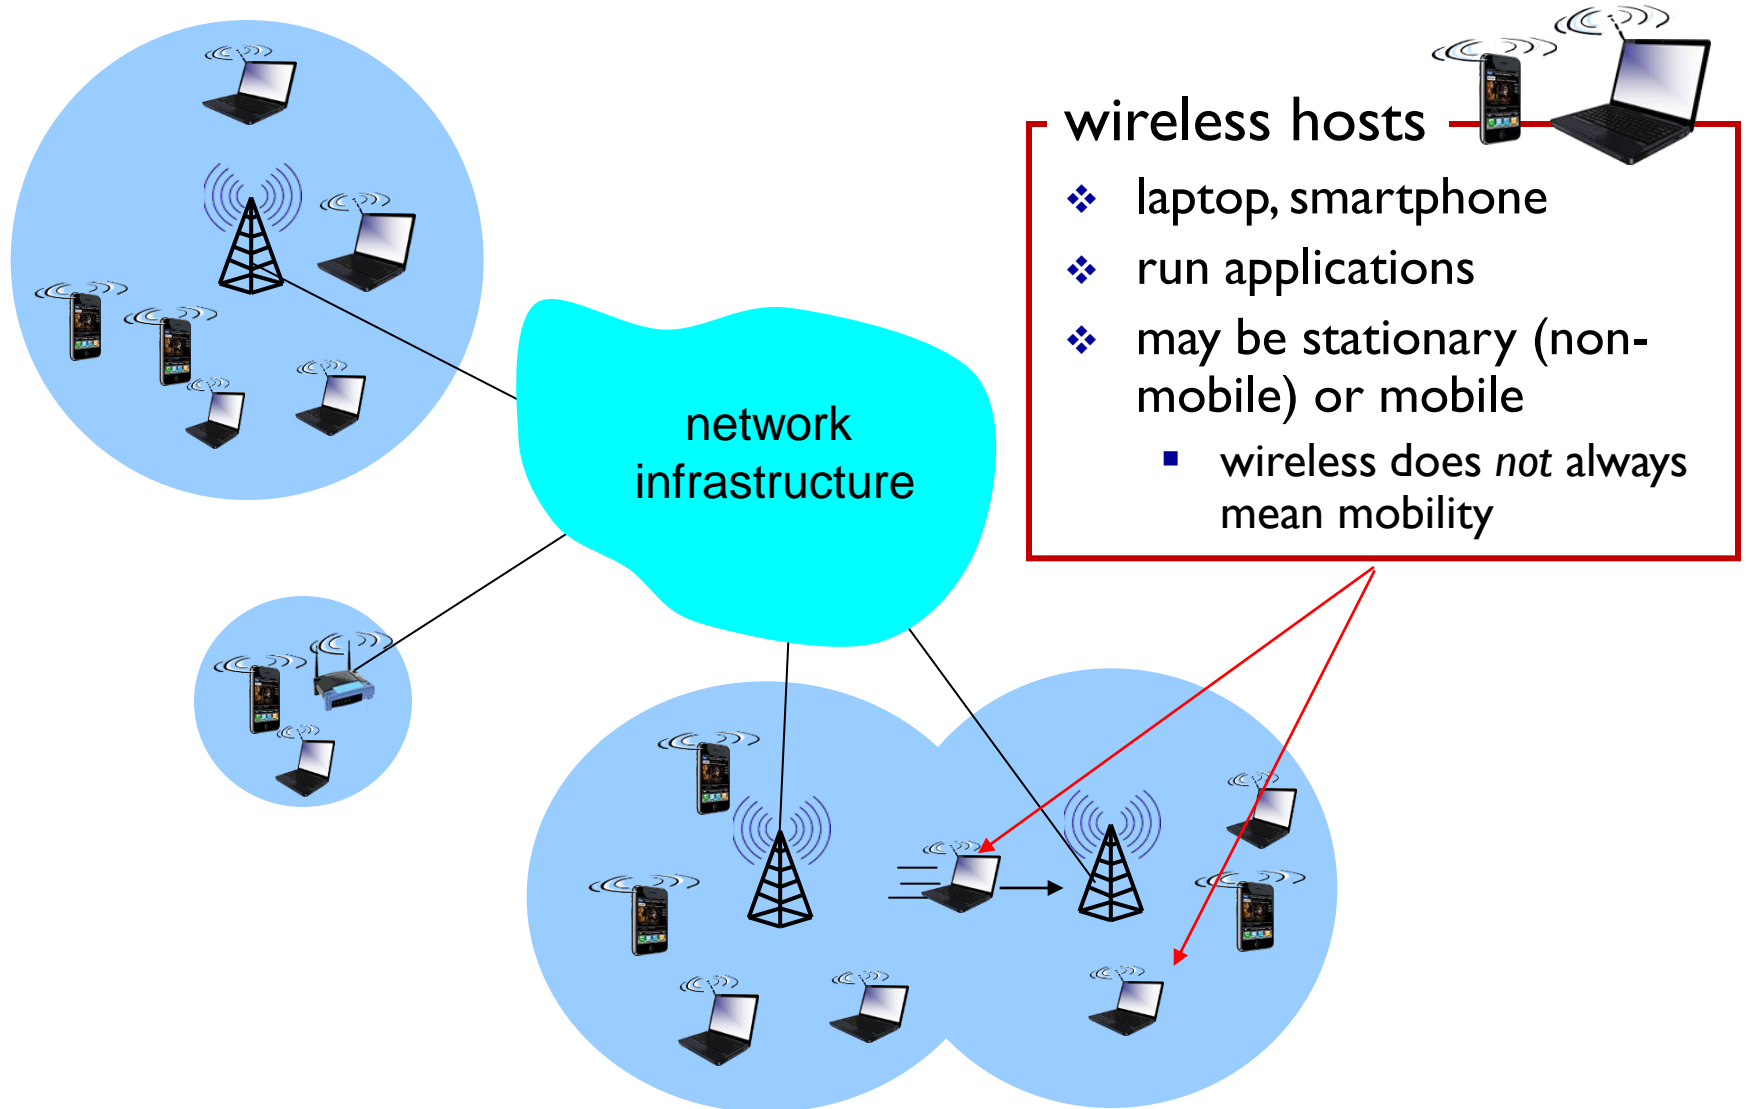 wireless hosts
❖ laptop, smartphone
❖ run applications
❖ may be stationary (non-
mobile) or mobile
▪ wireless does not always
mean mobility
network
infrastructure